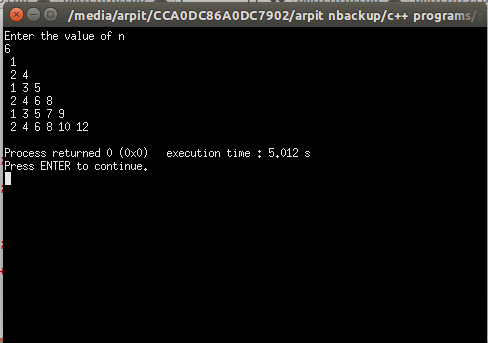 /media/arpit/CCA0DC86A0DC7902/arpit nbackup/c++ programs/
Enter the value of n
6
1
2 4
1 3 5
2 4 6 8
1 3 5 7 9
2 4 6 8 10 12
Process returned 0 (0x0)   execution time : 5.012 s
Press ENTER to continue.